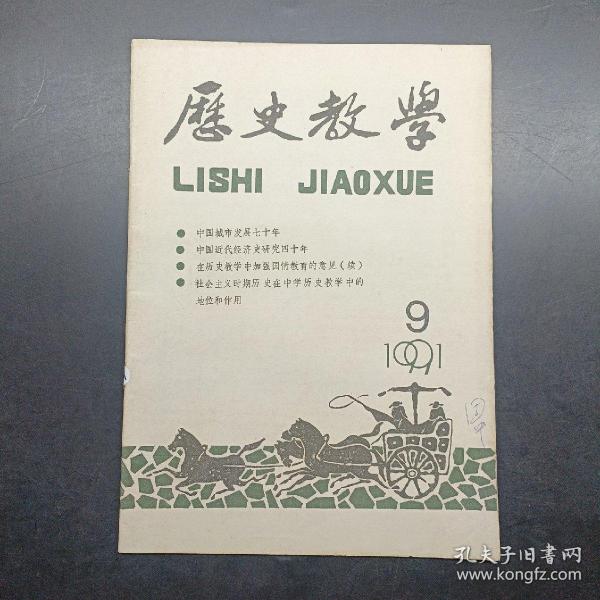 歷史教學
LISHI JIAOXUE
● 中国城市发展七十年
● 中国近代经济史研究四十年
● 在历史教学中加强国情教育的意见(续)
● 社会主义时期历史在中学历史教学中的
地位和作用
9
1991
孔夫子旧书网
www.kongfz.com